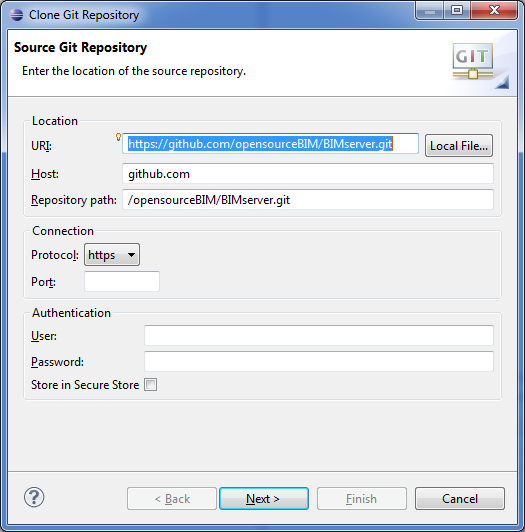 Clone Git Repository
Source Git Repository
Enter the location of the source repository.
GIT
Location
URI: https://github.com/opensourceBIM/BIMserver.git Local File...
Host: github.com
Repository path: /opensourceBIM/BIMserver.git
Connection
Protocol: https
Port:
Authentication
User:
Password:
Store in Secure Store
? < Back Next > Finish Cancel